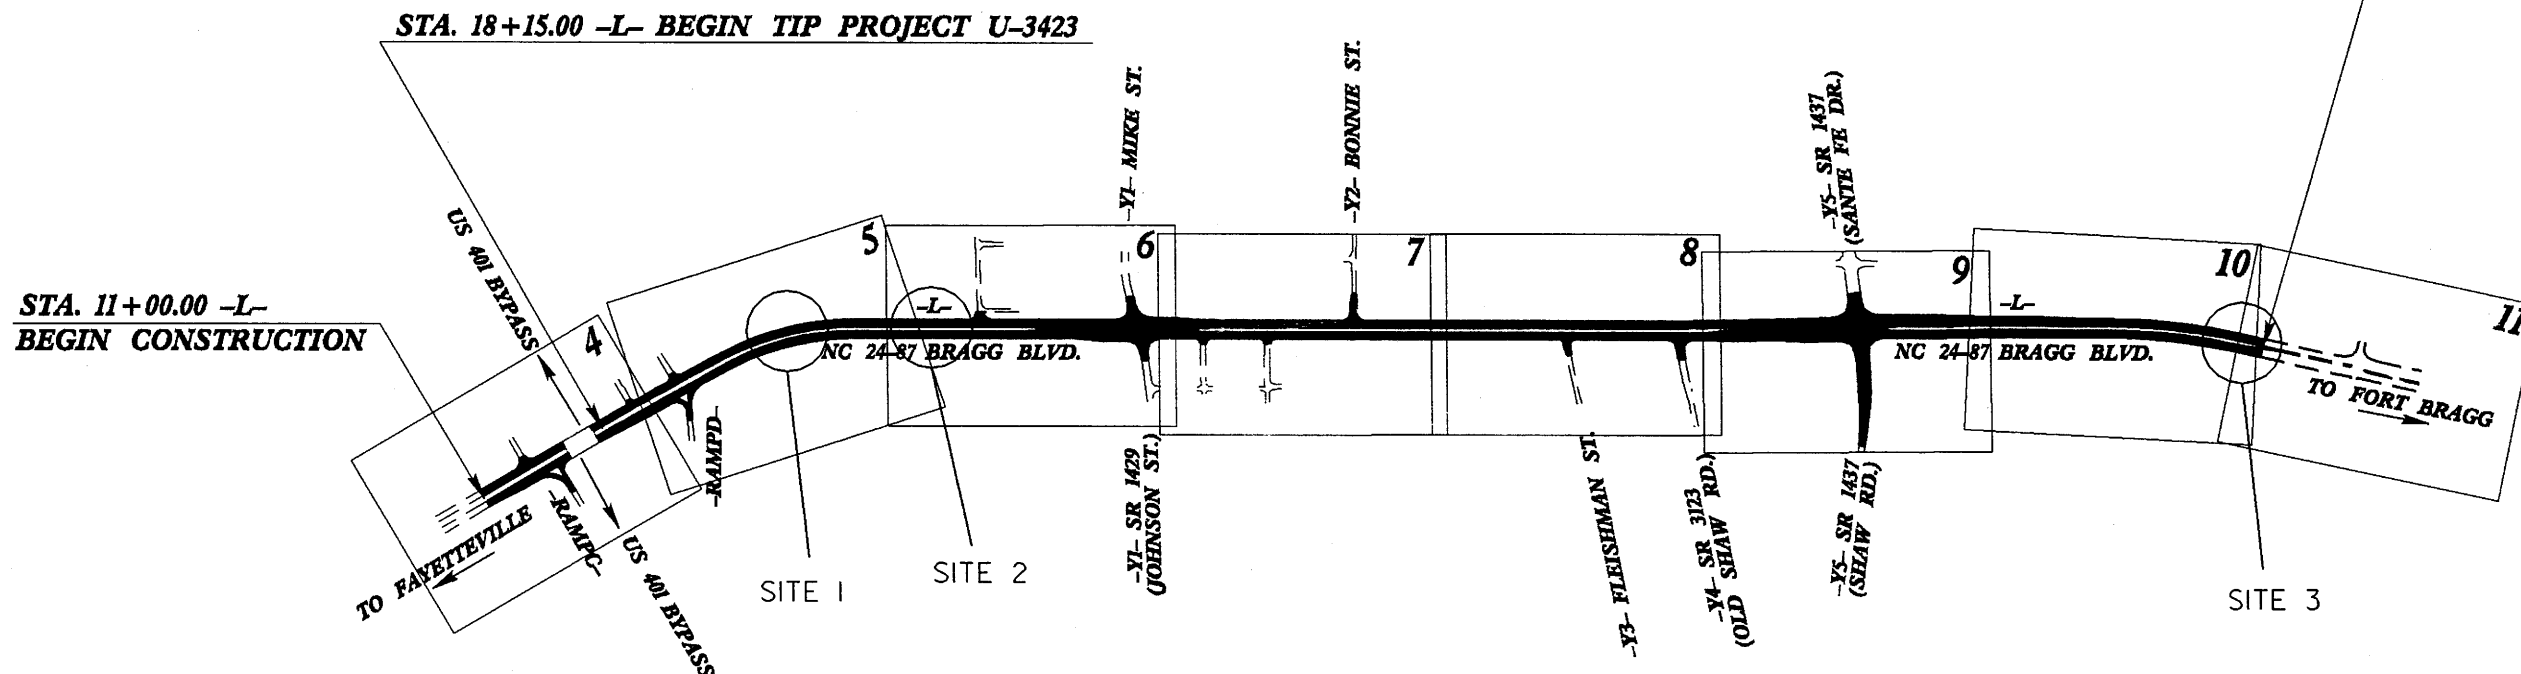 STA. 18+15.00 -L- BEGIN TIP PROJECT U-3423
STA. 11+00.00 -L-
BEGIN CONSTRUCTION
US 401 BYPASS
4
5
6
7
8
9
10
11
-L-
-L-
-Y1- MIKE ST.
-Y2- BONNIE ST.
-Y5- SR 1437
(SANTE FE DR.)
NC 24-87 BRAGG BLVD.
NC 24-87 BRAGG BLVD.
TO FORT BRAGG
TO FAYETTEVILLE
-RAMPC-
-RAMPD-
US 401 BYPASS
SITE 1
SITE 2
-Y1- SR 1429
(JOHNSON ST.)
-Y3- FLEISHMAN ST.
-Y4- SR 3123
(OLD SHAW RD.)
-Y5- SR 1437
(SHAW RD.)
SITE 3